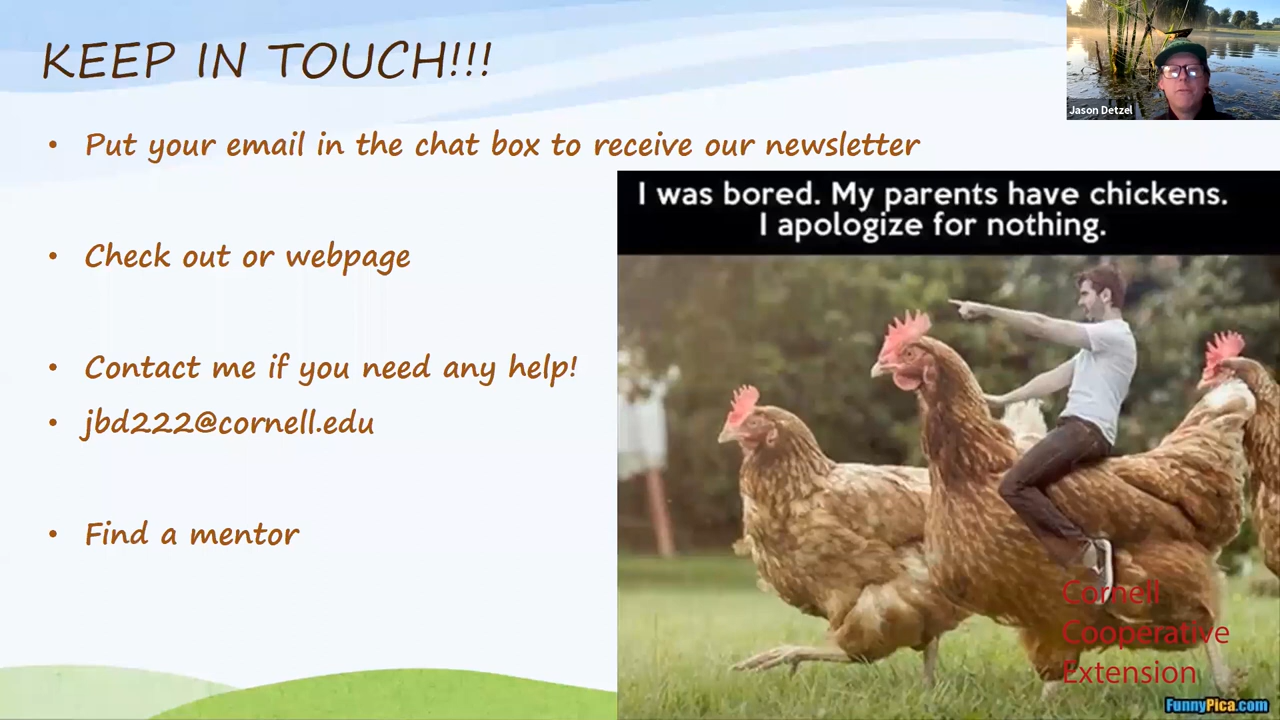 KEEP IN TOUCH!!!
Jason Detzel
• Put your email in the chat box to receive our newsletter
I was bored. My parents have chickens.
I apologize for nothing.
• Check out or webpage
• Contact me if you need any help!
• jbd222@cornell.edu
• Find a mentor
Cornell
Cooperative
Extension
FunnyPica.com